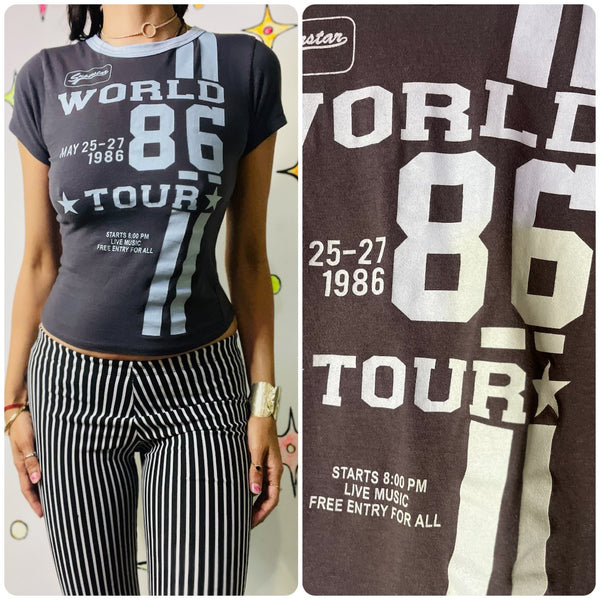 WORLD
86
MAY 25-27
1986
TOUR
STARTS 8:00 PM
LIVE MUSIC
FREE ENTRY FOR ALL
star
WORLD
86
25-27
1986
TOUR
STARTS 8:00 PM
LIVE MUSIC
FREE ENTRY FOR ALL